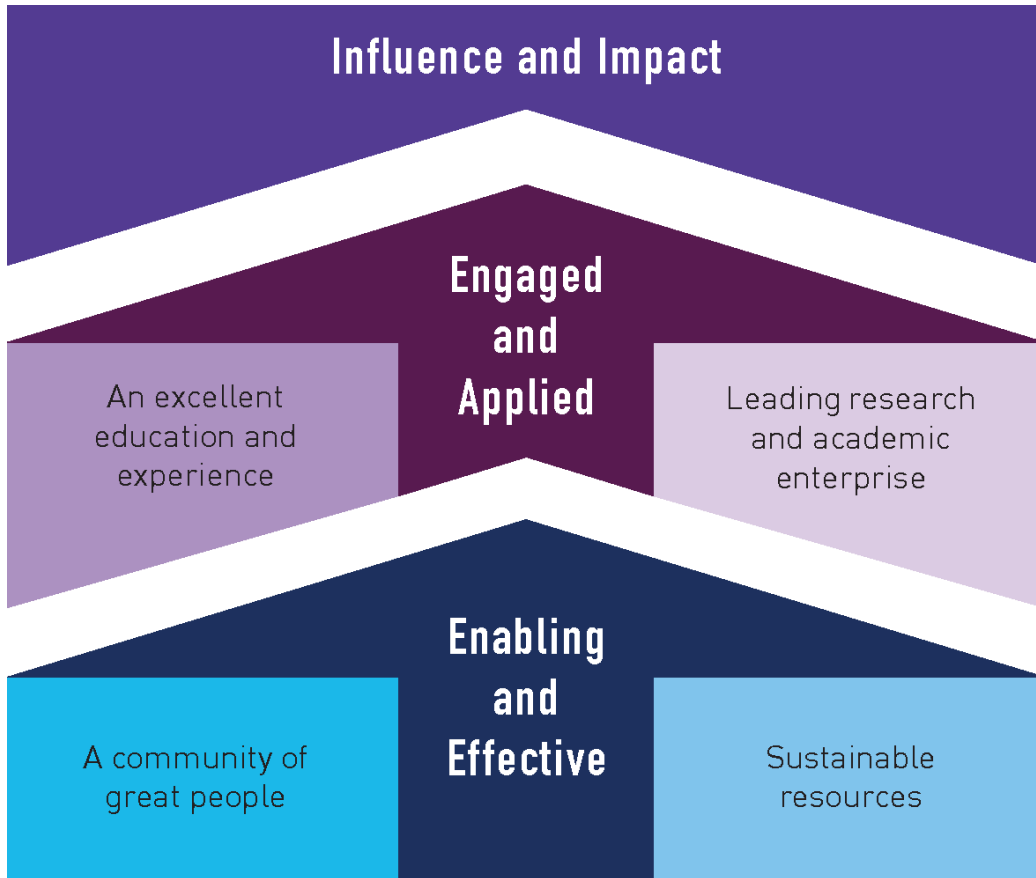 Influence and Impact
Engaged
and
Applied
An excellent
education and
experience
Leading research
and academic
enterprise
Enabling
and
Effective
A community of
great people
Sustainable
resources